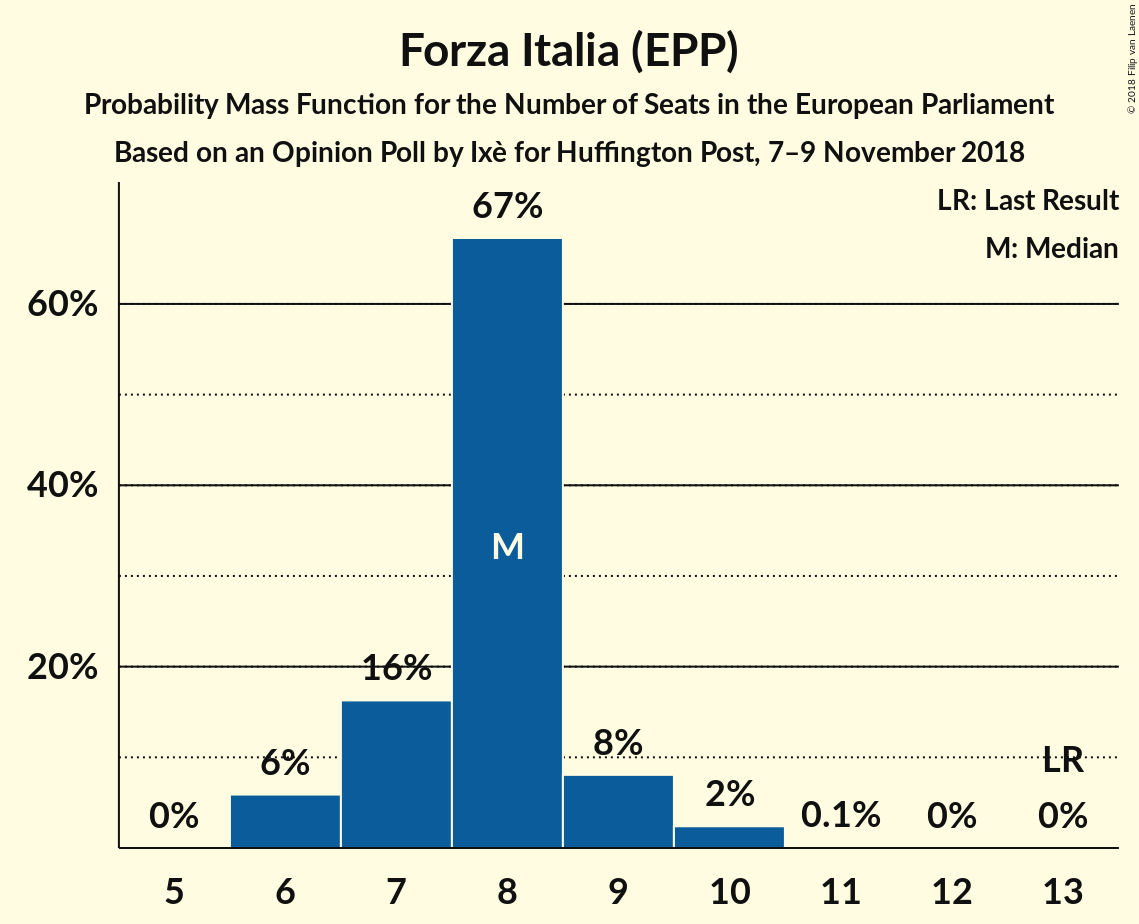 Forza Italia (EPP)
Probability Mass Function for the Number of Seats in the European Parliament
Based on an Opinion Poll by Ixè for Huffington Post, 7–9 November 2018
© 2018 Filip van Laenen
LR: Last Result
M: Median
67%
60%
40%
M
20%
16%
6%
8%
LR
0%
2%
0.1%
0%
0%
5 6 7 8 9 10 11 12 13